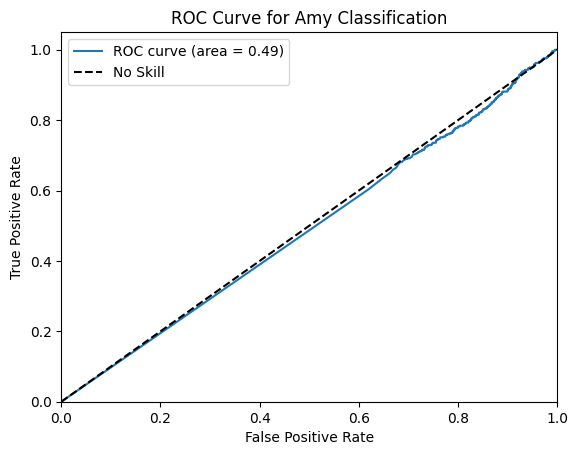 ROC Curve for Amy Classification
ROC curve (area = 0.49)
No Skill
True Positive Rate
1.0
0.8
0.6
0.4
0.2
0.0
0.0 0.2 0.4 0.6 0.8 1.0
False Positive Rate